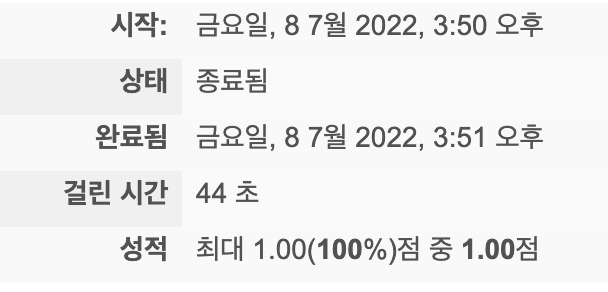 시작: 금요일, 8 7월 2022, 3:50 오후
상태 종료됨
완료됨 금요일, 8 7월 2022, 3:51 오후
걸린 시간 44 초
성적 최대 1.00(100%)점 중 1.00점